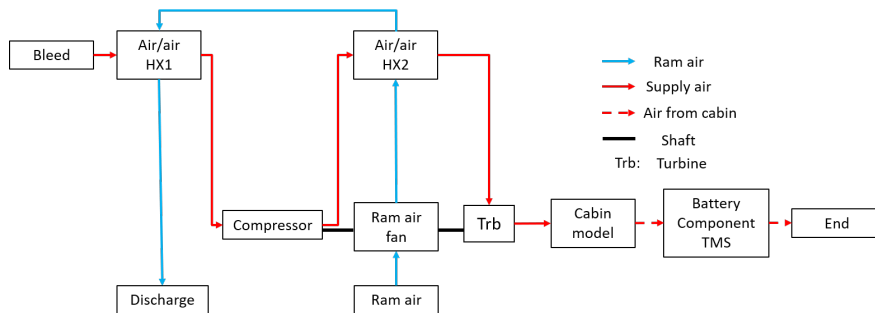 Bleed
Air/air
HX1
Air/air
HX2
Ram air
Supply air
Air from cabin
Shaft
Trb: Turbine
Compressor
Ram air
fan
Trb
Cabin
model
Battery
Component
TMS
End
Discharge
Ram air